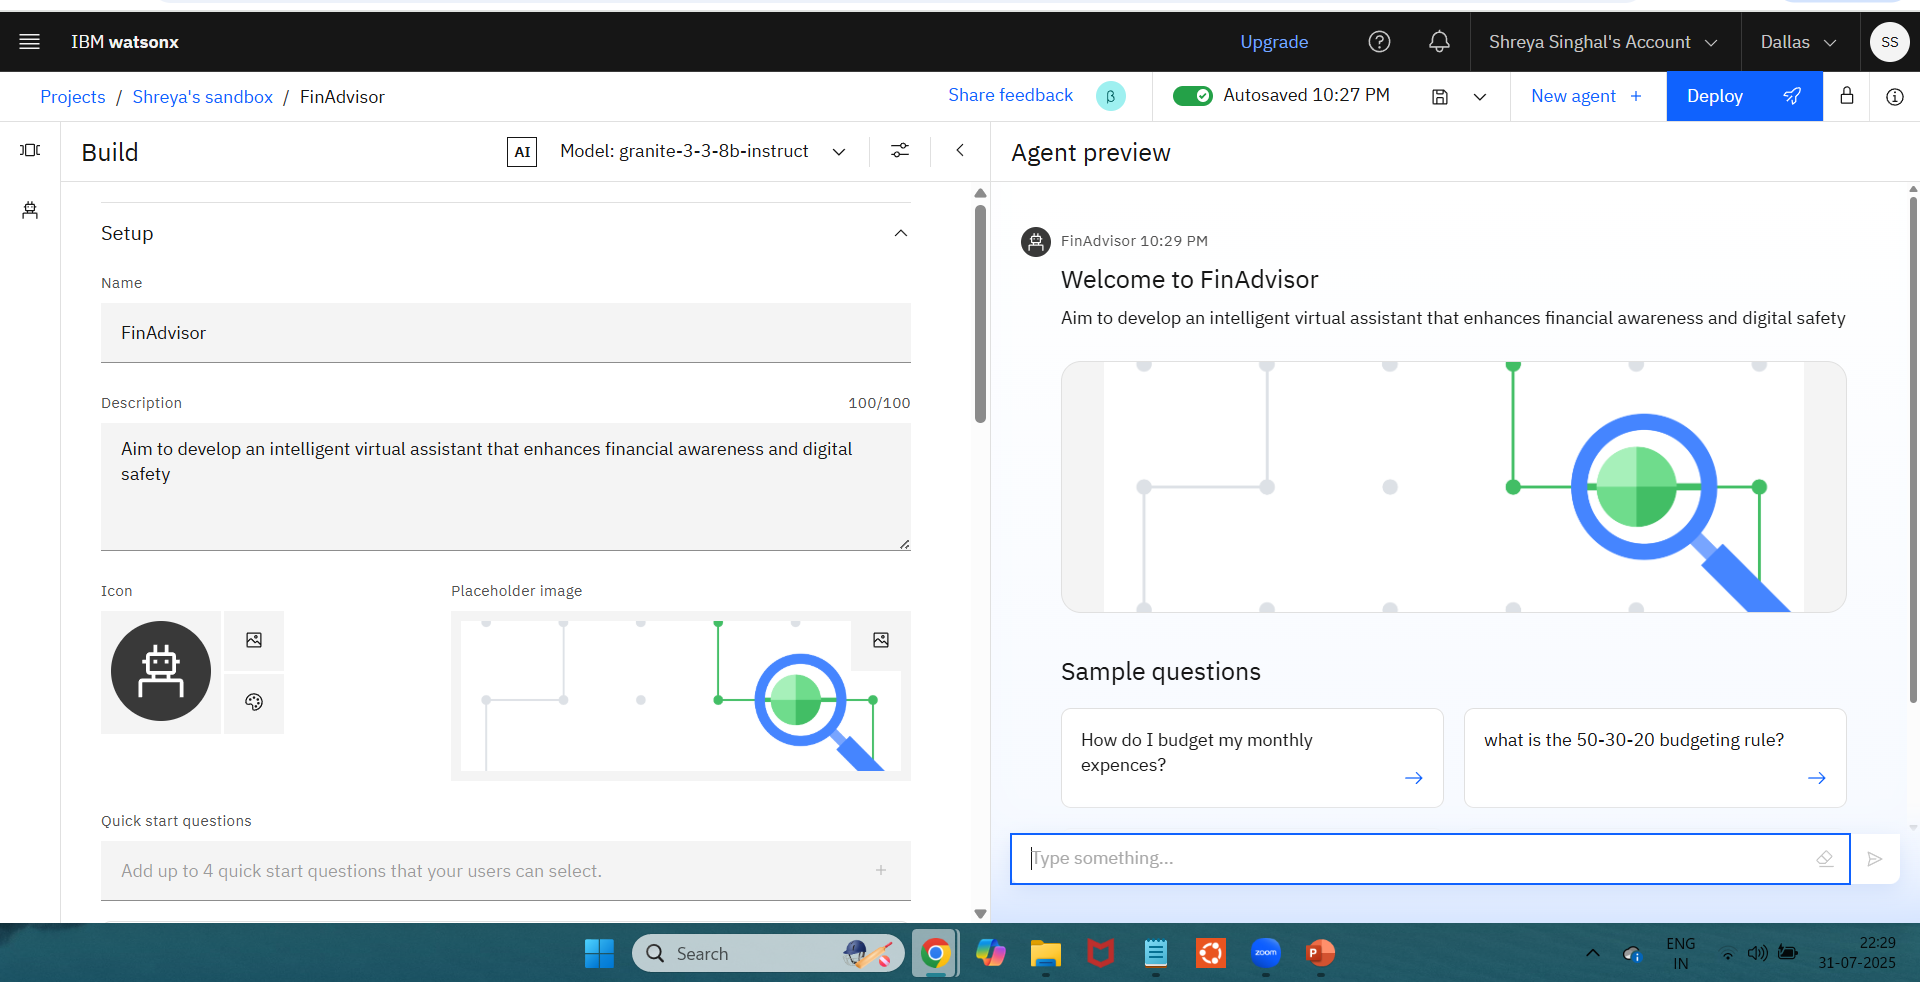 IBM watsonx
Upgrade
Shreya Singhal's Account
Dallas
SS
Projects / Shreya's sandbox / FinAdvisor
Share feedback
β
Autosaved 10:27 PM
New agent +
Deploy
Build
AI
Model: granite-3-3-8b-instruct
Agent preview
Setup
Name
FinAdvisor
Description
100/100
Aim to develop an intelligent virtual assistant that enhances financial awareness and digital
safety
Icon
Placeholder image
Quick start questions
Add up to 4 quick start questions that your users can select.
FinAdvisor 10:29 PM
Welcome to FinAdvisor
Aim to develop an intelligent virtual assistant that enhances financial awareness and digital safety
Sample questions
How do I budget my monthly
expences?
what is the 50-30-20 budgeting rule?
Type something...
Search
zoom
P
ENG
IN
22:29
31-07-2025